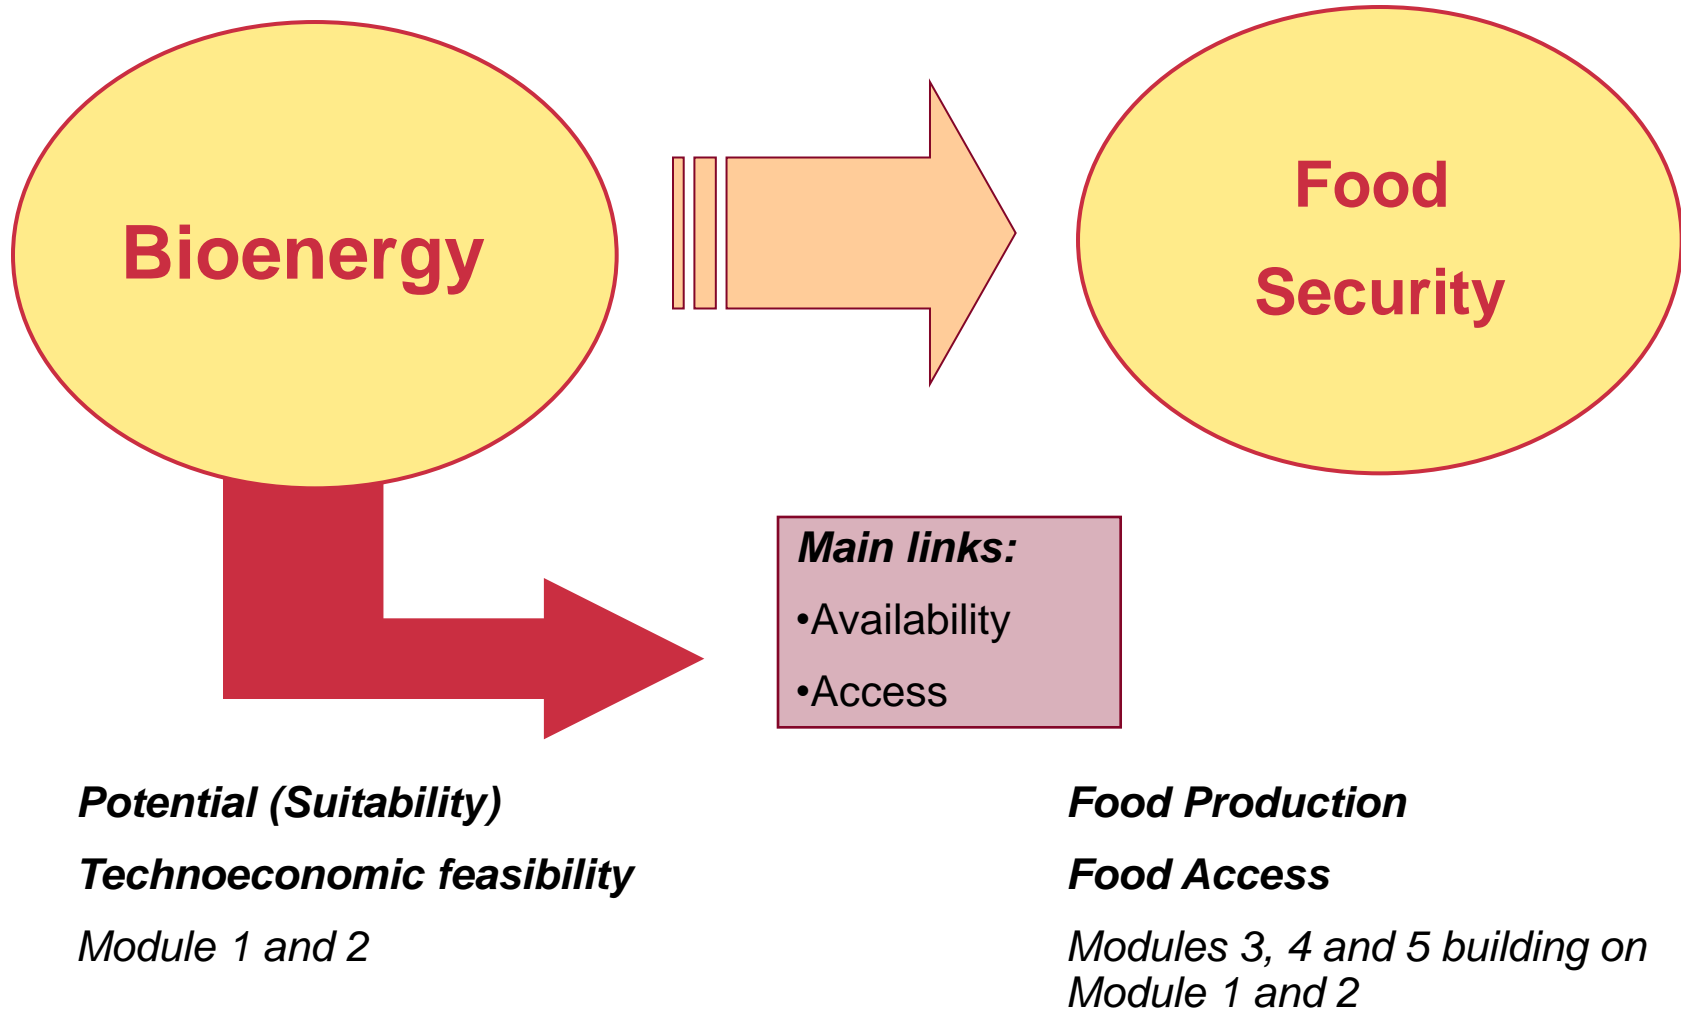 Bioenergy
Food
Security
Main links:
•Availability
•Access
Potential (Suitability)
Technoeconomic feasibility
Module 1 and 2
Food Production
Food Access
Modules 3, 4 and 5 building on
Module 1 and 2